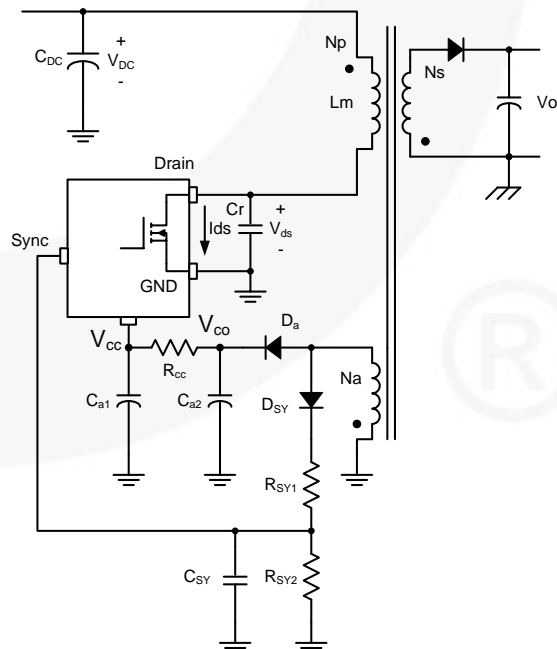 Np
C_DC
+
V_DC
-
Ns
Lm
Vo
Drain
Cr
+
Ids
V_ds
-
Sync
GND
V_cc
V_co
D_a
R_cc
Na
C_a1
C_a2
D_SY
R_SY1
C_SY
R_SY2
®